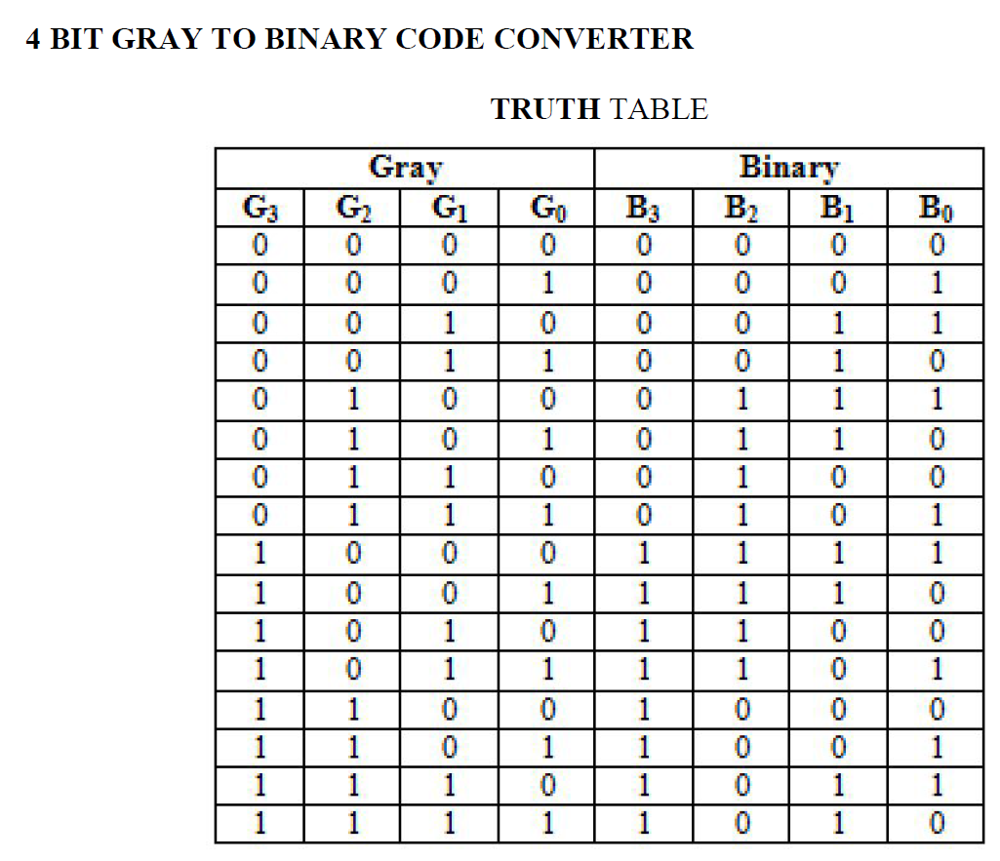 4 BIT GRAY TO BINARY CODE CONVERTER
TRUTH TABLE
Gray Binary
G3 G2 G1 G0 B3 B2 B1 B0
0 0 0 0 0 0 0 0
0 0 0 1 0 0 0 1
0 0 1 0 0 0 1 1
0 0 1 1 0 0 1 0
0 1 0 0 0 1 1 1
0 1 0 1 0 1 1 0
0 1 1 0 0 1 0 0
0 1 1 1 0 1 0 1
1 0 0 0 1 1 1 1
1 0 0 1 1 1 1 0
1 0 1 0 1 1 0 0
1 0 1 1 1 1 0 1
1 1 0 0 1 0 0 0
1 1 0 1 1 0 0 1
1 1 1 0 1 0 1 1
1 1 1 1 1 0 1 0